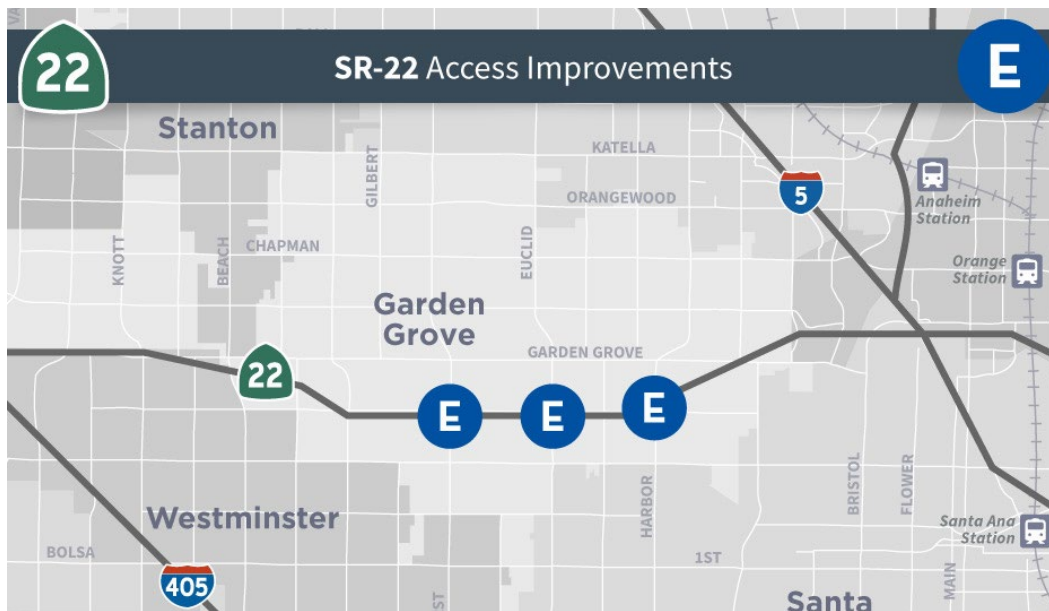 22
SR-22 Access Improvements
E
Stanton
KATELLA
GILBERT
ORANGEWOOD
5
Anaheim
Station
KNOTT
BEACH
CHAPMAN
EUCLID
Orange
Station
Garden
Grove
GARDEN GROVE
22
E
E
E
HARBOR
BRISTOL
FLOWER
Westminster
Santa Ana
Station
BOLSA
1ST
405
ST
MAIN
Santa